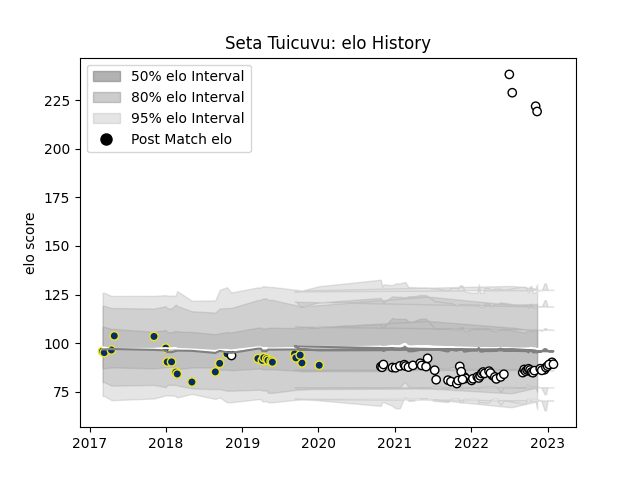 Seta Tuicuvu: elo History
50% elo Interval
80% elo Interval
95% elo Interval
Post Match elo
elo score
225
200
175
150
125
100
75
2017 2018 2019 2020 2021 2022 2023